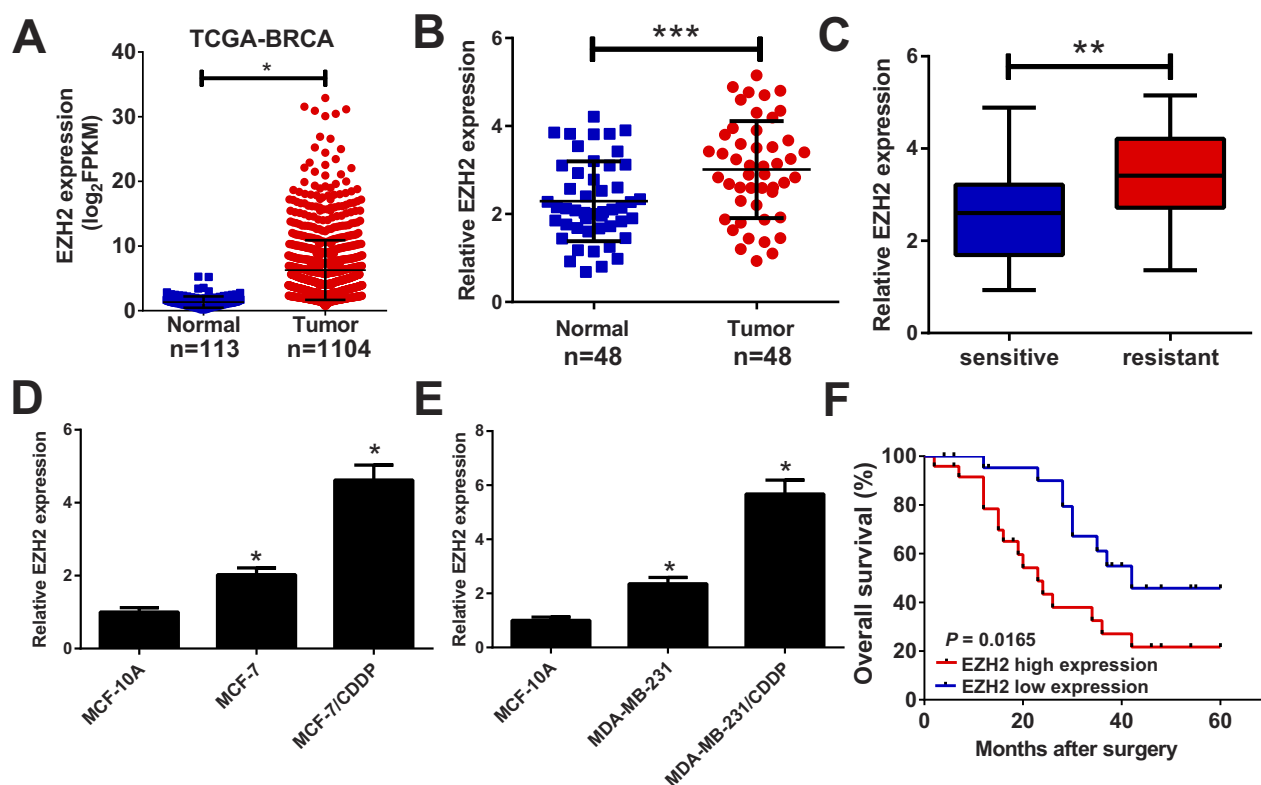 A
TCGA-BRCA
EZH2 expression
(log2FPKM)
40
30
20
10
0
*
Normal
Tumor
n=113
n=1104
B
Relative EZH2 expression
6
4
2
0
***
Normal
Tumor
n=48
n=48
C
Relative EZH2 expression
6
4
2
0
**
sensitive
resistant
D
Relative EZH2 expression
6
4
2
0
*
*
MCF-10A
MCF-7
MCF-7/CDDP
E
Relative EZH2 expression
8
6
4
2
0
*
*
MCF-10A
MDA-MB-231
MDA-MB-231/CDDP
F
Overall survival (%)
100
80
60
40
20
0
P = 0.0165
EZH2 high expression
EZH2 low expression
0
20
40
60
Months after surgery